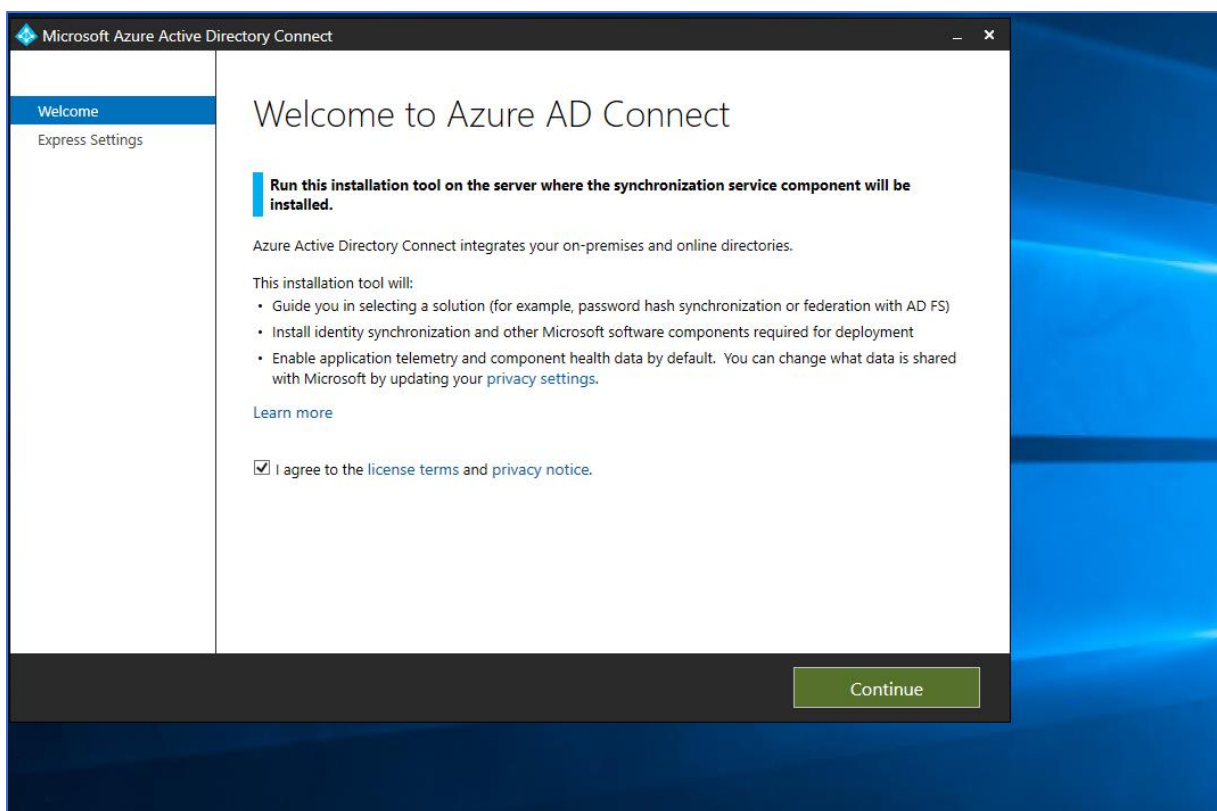 Microsoft Azure Active Directory Connect
Welcome
Express Settings
Welcome to Azure AD Connect
Run this installation tool on the server where the synchronization service component will be
installed.
Azure Active Directory Connect integrates your on-premises and online directories.
This installation tool will:
• Guide you in selecting a solution (for example, password hash synchronization or federation with AD FS)
• Install identity synchronization and other Microsoft software components required for deployment
• Enable application telemetry and component health data by default. You can change what data is shared
with Microsoft by updating your privacy settings.
Learn more
I agree to the license terms and privacy notice.
Continue